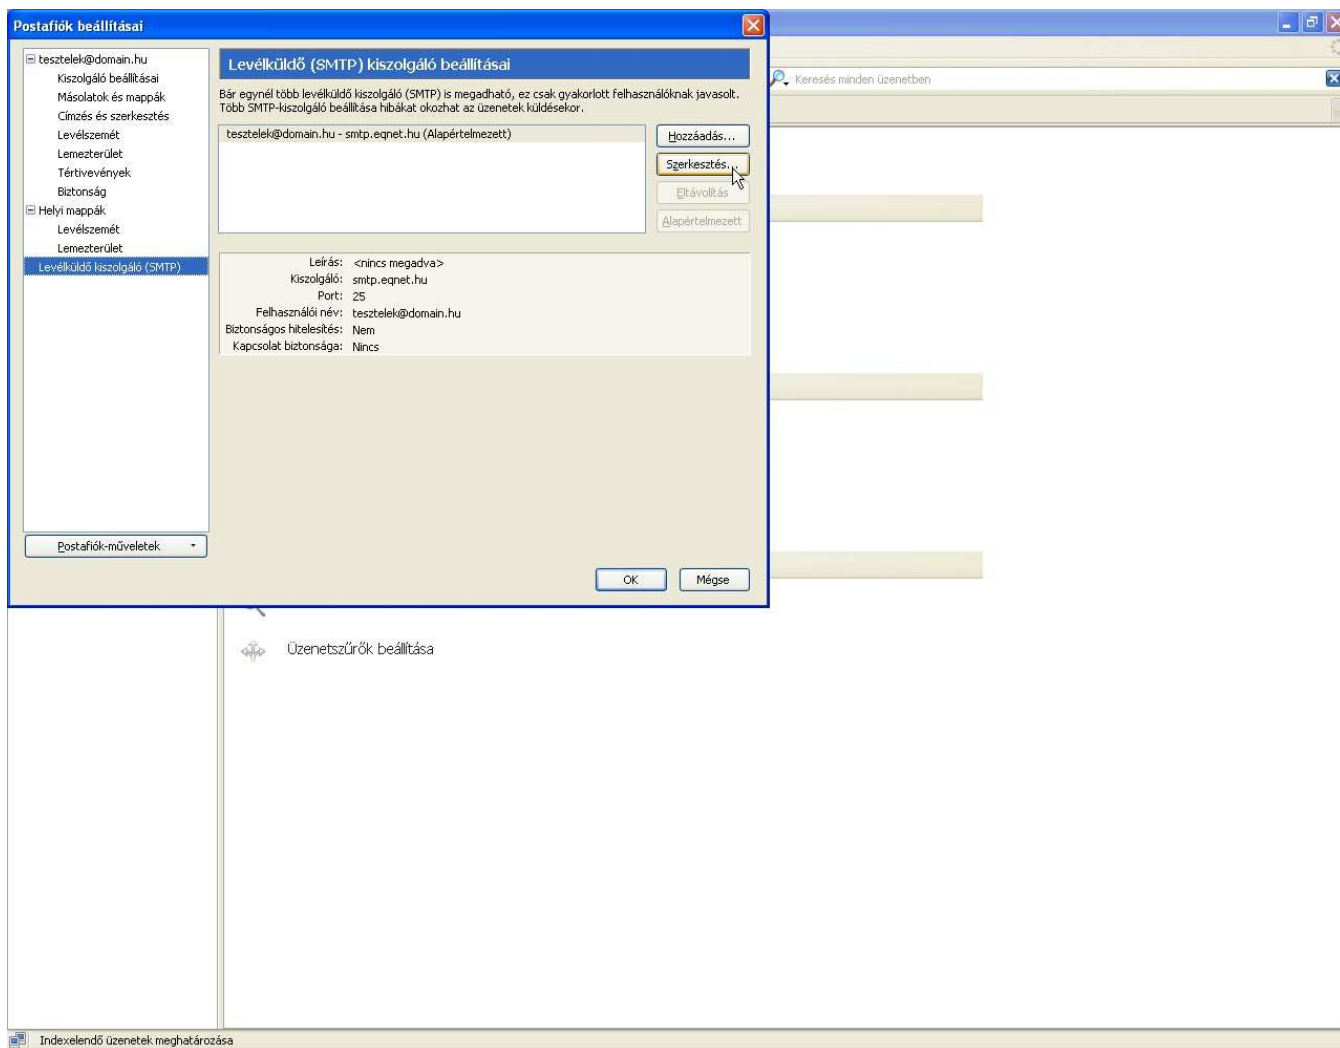 Postafiók beállításai
tesztelek@domain.hu
Kiszolgáló beállításai
Másolatok és mappák
Címzés és szerkesztés
Levélszemét
Lemezterület
Tértivevények
Biztonság
Helyi mappák
Levélszemét
Lemezterület
Levélküldő kiszolgáló (SMTP)
Postafiók-műveletek
Levélküldő (SMTP) kiszolgáló beállításai
Bár egynél több levélküldő kiszolgáló (SMTP) is megadható, ez csak gyakorlott felhasználóknak javasolt.
Több SMTP-kiszolgáló beállítása hibákat okozhat az üzenetek küldésekor.
tesztelek@domain.hu - smtp.eqnet.hu (Alapértelmezett)
Hozzáadás...
Szerkesztés...
Eltávolítás
Alapértelmezett
Leírás: <nincs megadva>
Kiszolgáló: smtp.eqnet.hu
Port: 25
Felhasználói név: tesztelek@domain.hu
Biztonságos hitelesítés: Nem
Kapcsolat biztonsága: Nincs
OK Mégse
Keresés minden üzenetben
Üzenetszűrők beállítása
Indexelendő üzenetek meghatározása